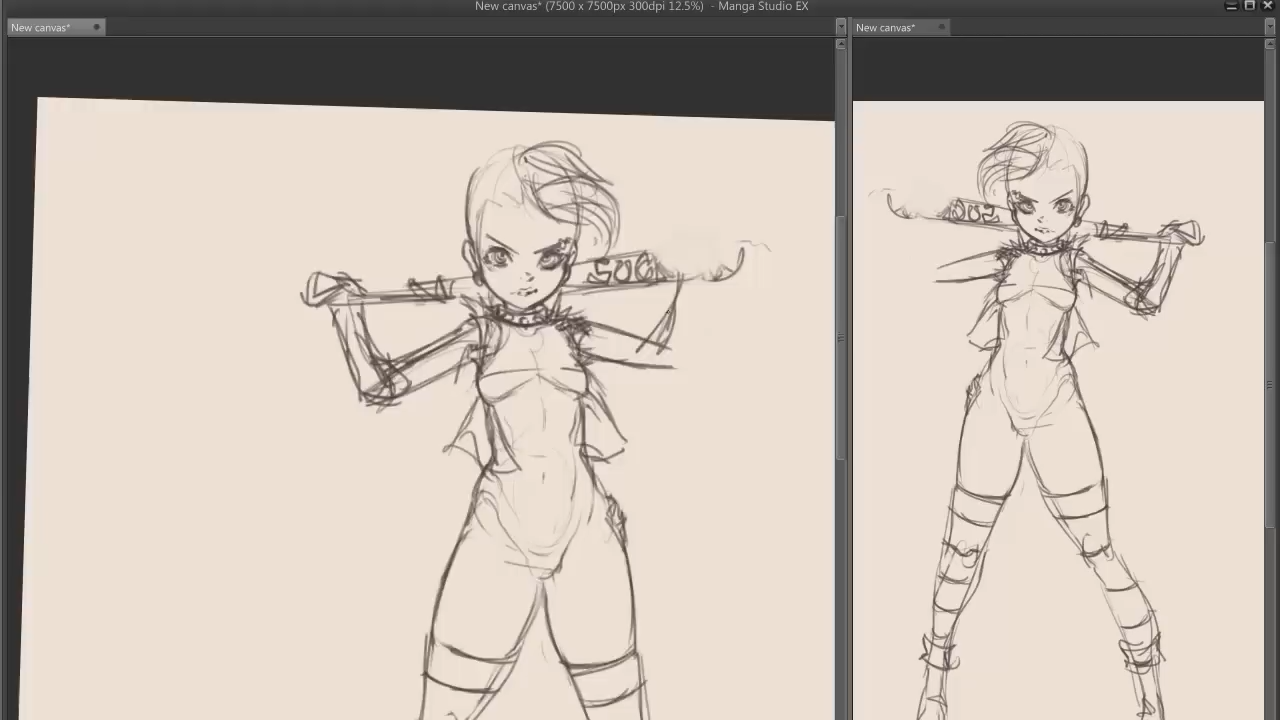 New canvas* (7500 x 7500px 300dpi 12.5%) - Manga Studio EX
New canvas*
New canvas*